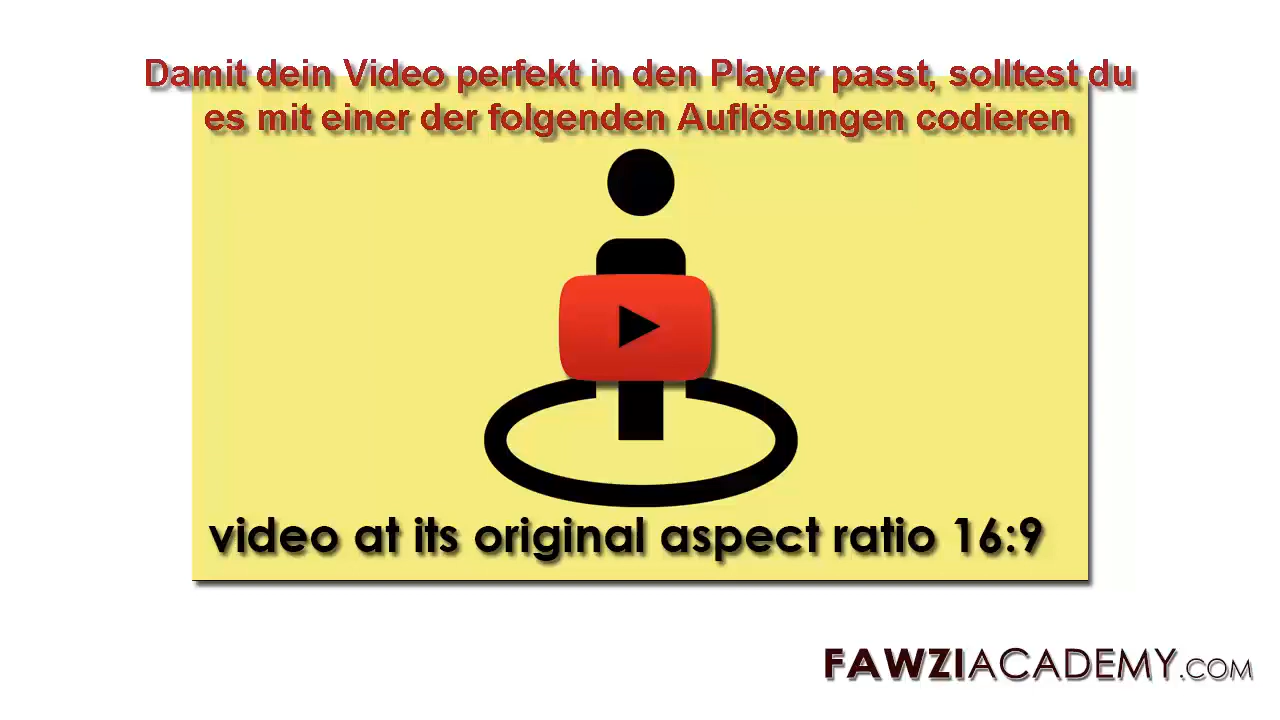 Damit dein Video perfekt in den Player passt, solltest du
es mit einer der folgenden Auflösungen codieren
video at its original aspect ratio 16:9
FAWZIACADEMY.COM